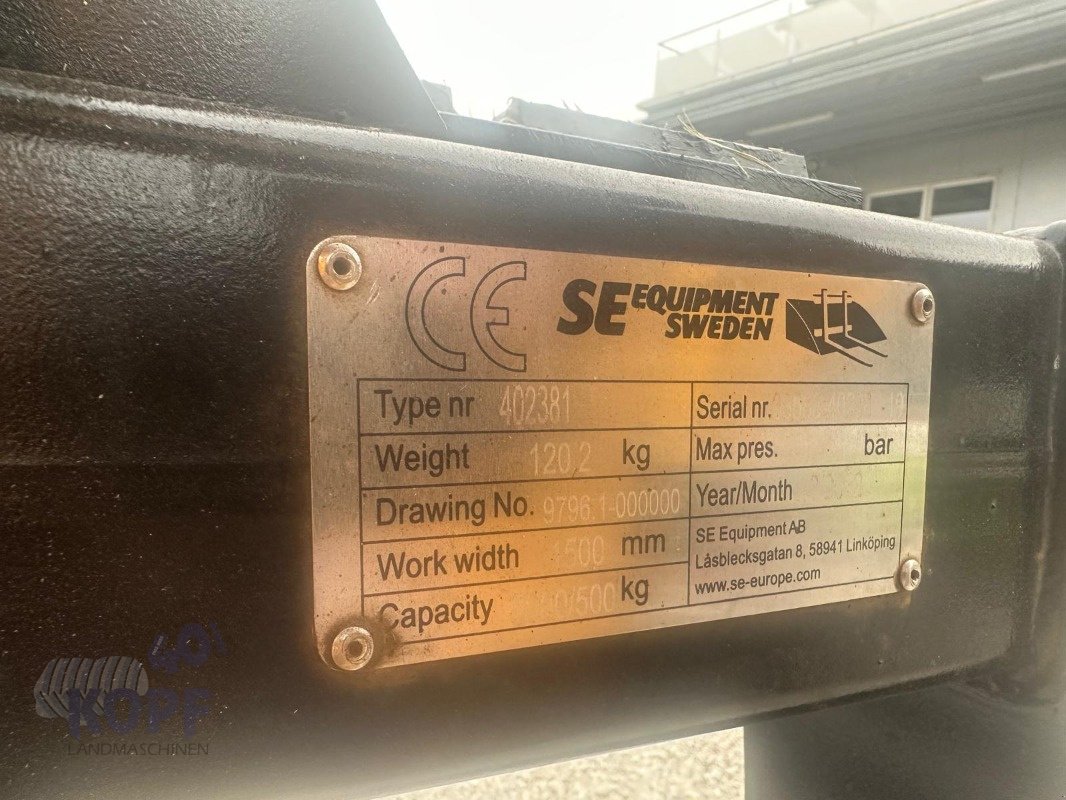 CE
SE EQUIPMENT
SWEDEN
Type nr 402381
Weight 120,2 kg
Drawing No. 9796.1-000000
Work width 1500 mm
Capacity kg
Serial nr.
Max pres. bar
Year/Month
SE Equipment AB
Låsblecksgatan 8, 58941 Linköping
www.se-europe.com
KOPF
LANDMASCHINEN